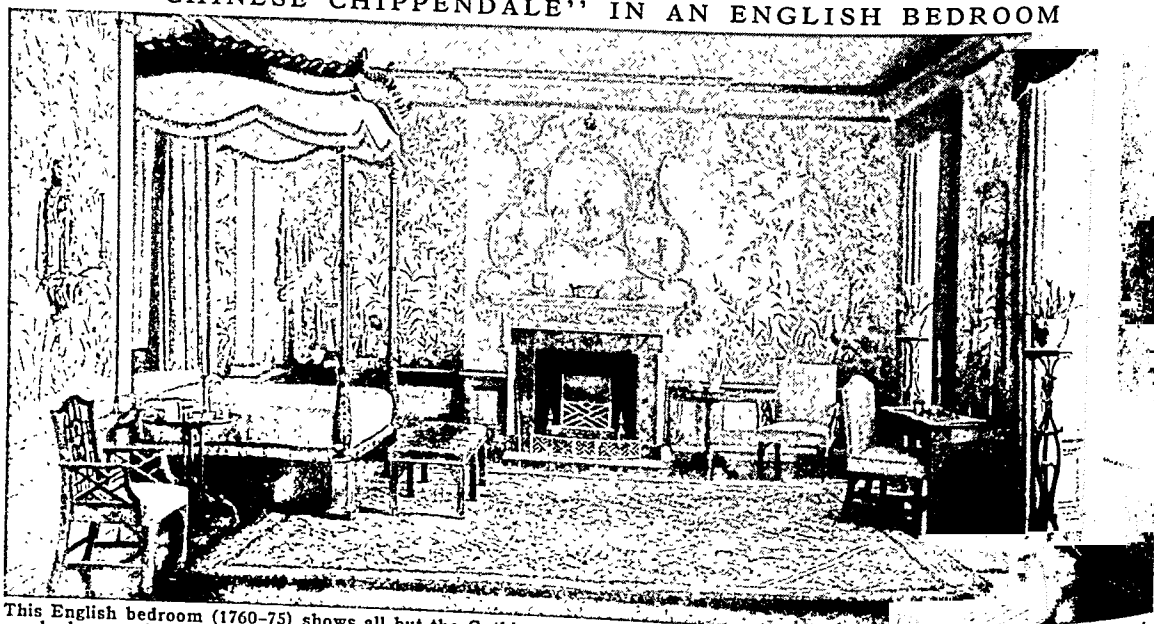 CHINESE CHIPPENDALE’’ IN AN ENGLISH BEDROOM
This English bedroom (1760–75) shows all but the